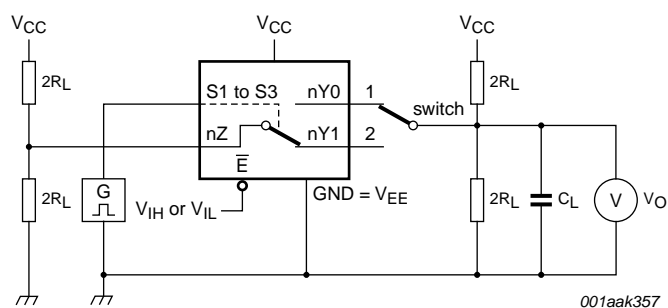 VCC VCC VCC
2RL 2RL
S1 to S3 nY0 1
switch
nZ nY1 2
E̅
G
2RL VIH or VIL GND = VEE 2RL CL V VO
001aak357